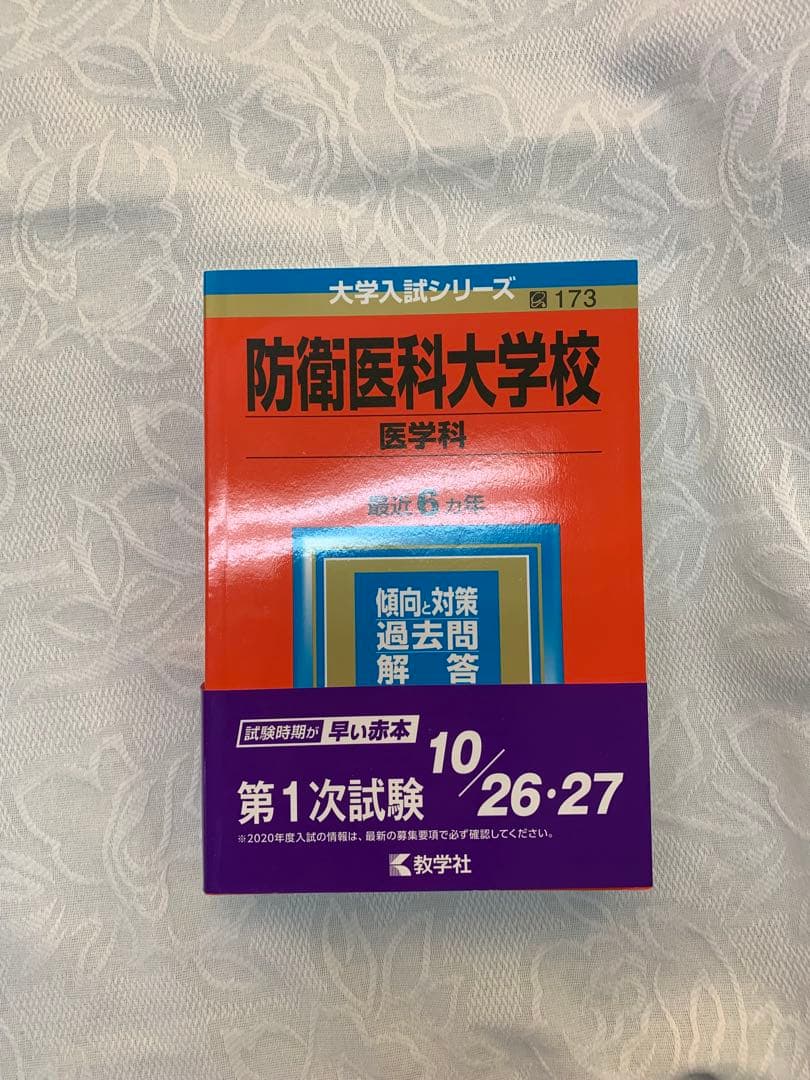 大学入試シリーズ
173
防衛医科大学校
医学科
最近6カ年
傾向と対策
過去問
解答
試験時期が 早い赤本
第1次試験 10/26・27
※2020年度入試の情報は、最新の募集要項で必ず確認してください。
教学社